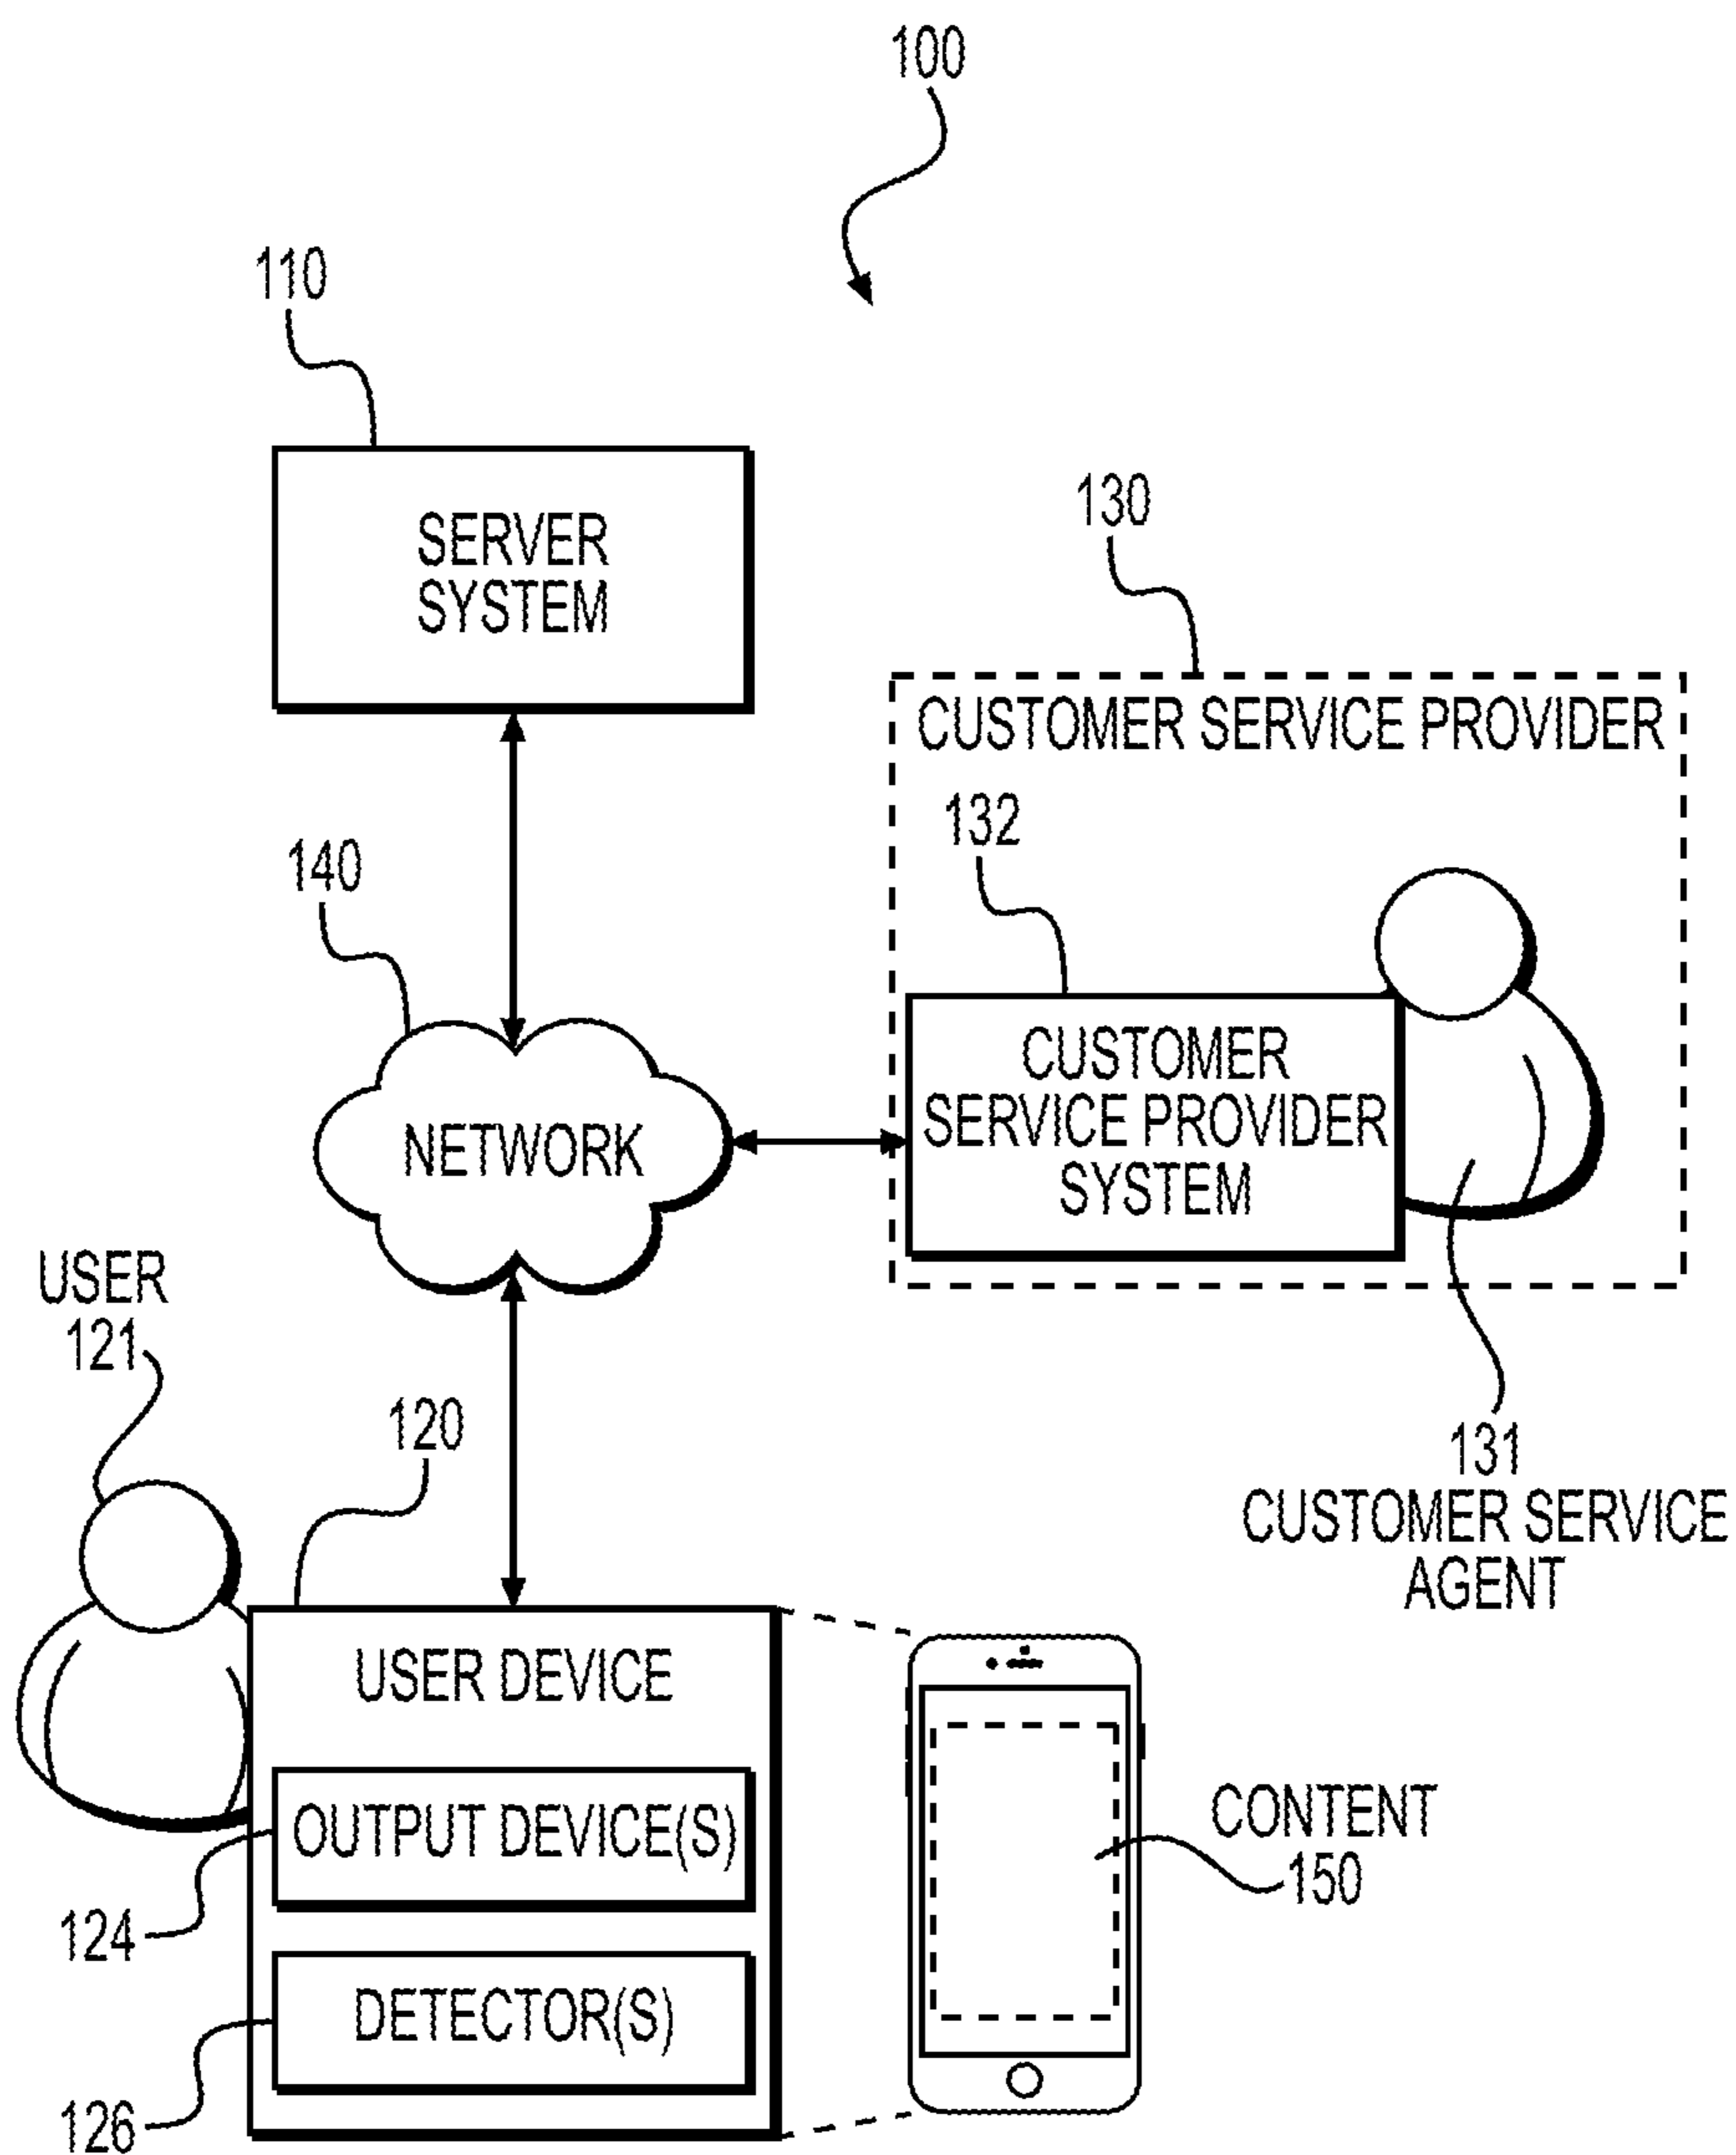 100
110
SERVER
SYSTEM
130
CUSTOMER SERVICE PROVIDER
132
140
CUSTOMER
SERVICE PROVIDER
SYSTEM
NETWORK
USER
121
120
131
CUSTOMER SERVICE
AGENT
USER DEVICE
OUTPUT DEVICE(S)
CONTENT
150
124
DETECTOR(S)
126